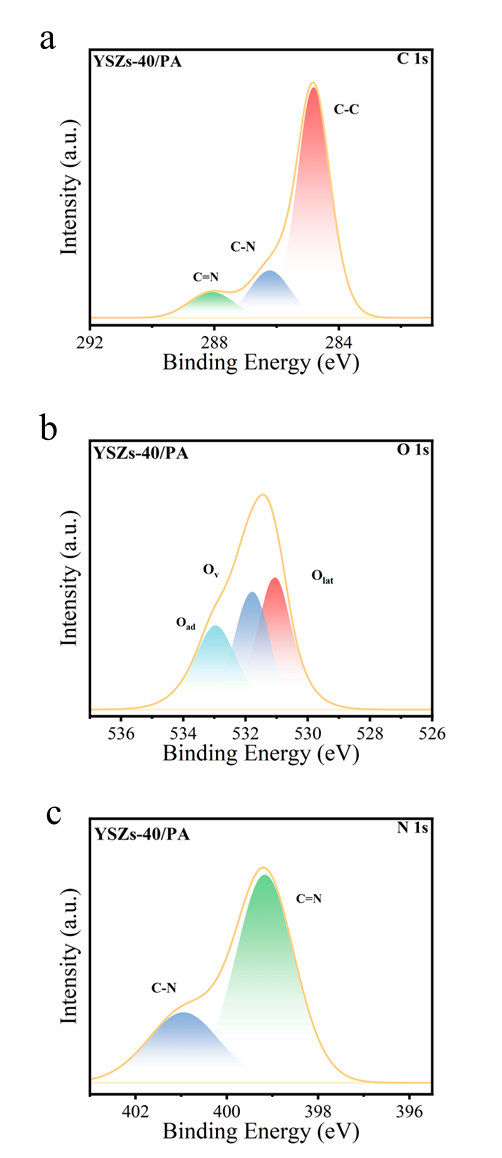 a
YSZs-40/PA
C 1s
C-C
C-N
C=N
Intensity (a.u.)
292
288
284
Binding Energy (eV)
b
YSZs-40/PA
O 1s
Oᵥ
Olat
Oad
Intensity (a.u.)
536
534
532
530
528
526
Binding Energy (eV)
c
YSZs-40/PA
N 1s
C=N
C-N
Intensity (a.u.)
402
400
398
396
Binding Energy (eV)